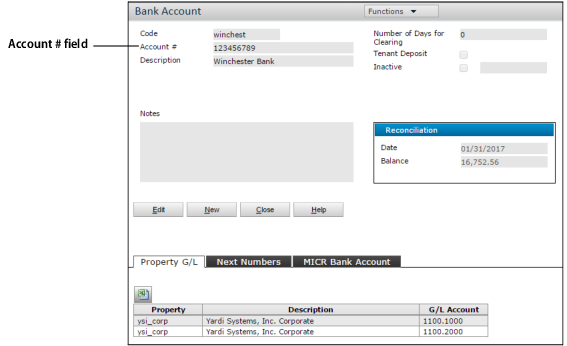 Bank Account
Functions
Code winchest
Number of Days for Clearing 0
Account # field
Account # 123456789
Tenant Deposit
Description Winchester Bank
Inactive
Notes
Reconciliation
Date 01/31/2017
Balance 16,752.56
Edit New Close Help
Property G/L Next Numbers MICR Bank Account
Property Description G/L Account
ysi_corp Yardi Systems, Inc. Corporate 1100.1000
ysi_corp Yardi Systems, Inc. Corporate 1100.2000